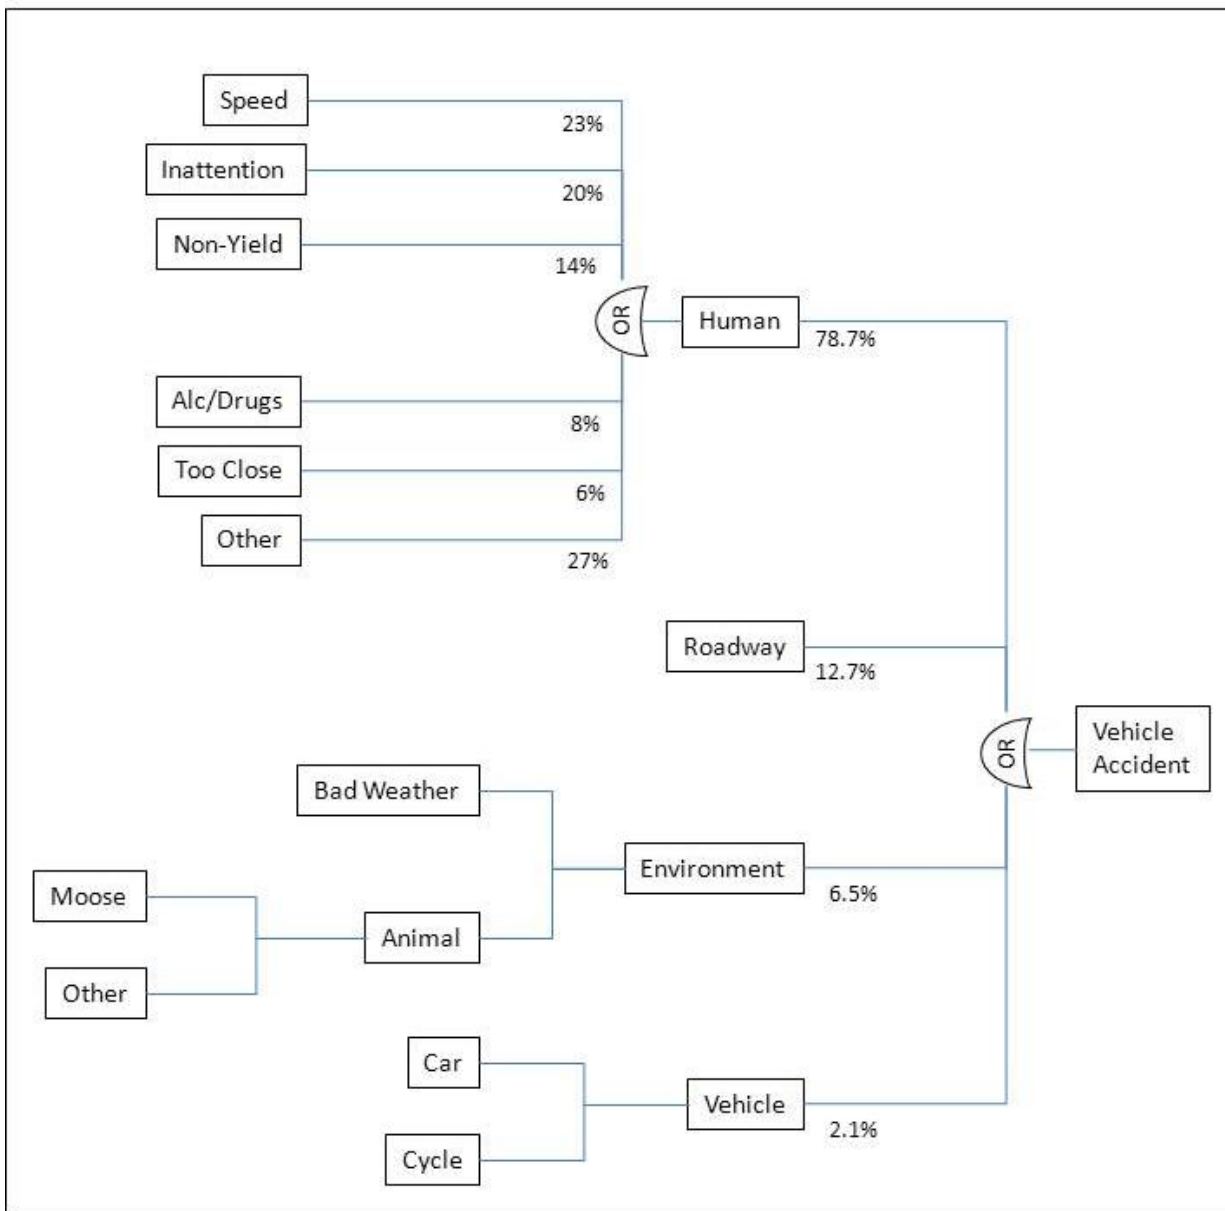 Speed
23%
Inattention
20%
Non-Yield
14%
OR
Human
78.7%
Alc/Drugs
8%
Too Close
6%
Other
27%
Roadway
12.7%
OR
Vehicle
Accident
Bad Weather
Environment
6.5%
Moose
Animal
Other
Car
Vehicle
2.1%
Cycle